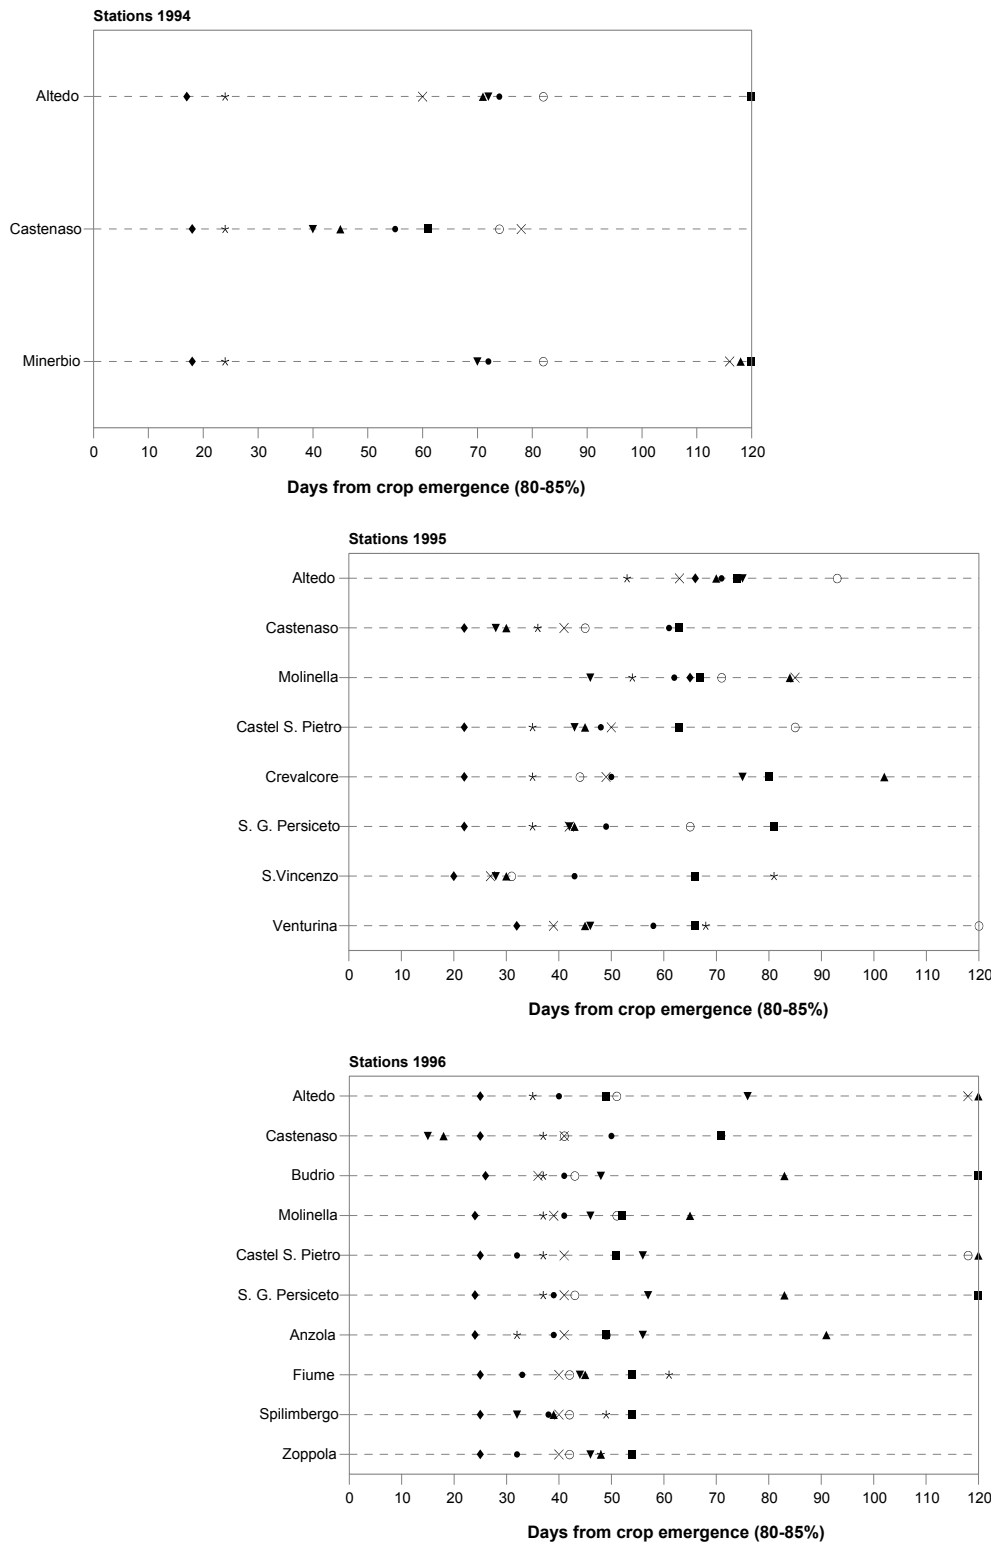 Stations 1994
Altedo
Castenaso
Minerbio
0 10 20 30 40 50 60 70 80 90 100 110 120
Days from crop emergence (80-85%)
Stations 1995
Altedo
Castenaso
Molinella
Castel S. Pietro
Crevalcore
S. G. Persiceto
S.Vincenzo
Venturina
0 10 20 30 40 50 60 70 80 90 100 110 120
Days from crop emergence (80-85%)
Stations 1996
Altedo
Castenaso
Budrio
Molinella
Castel S. Pietro
S. G. Persiceto
Anzola
Fiume
Spilimbergo
Zoppola
0 10 20 30 40 50 60 70 80 90 100 110 120
Days from crop emergence (80-85%)